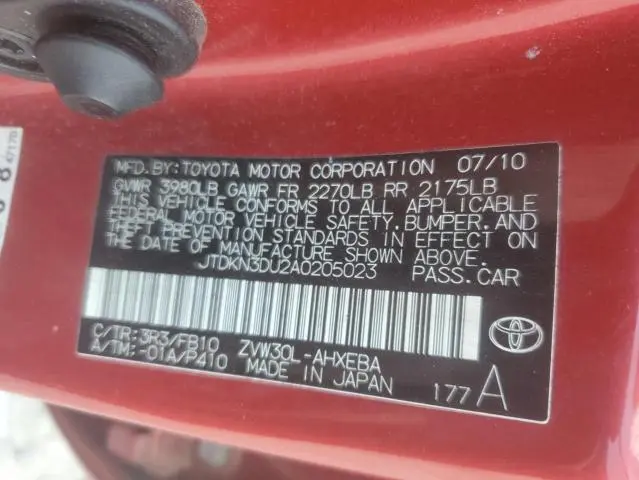 MFD.BY:TOYOTA MOTOR CORPORATION 07/10
GVWR 3980LB GAWR FR 2270LB RR 2175LB
THIS VEHICLE CONFORMS TO ALL APPLICABLE
FEDERAL MOTOR VEHICLE SAFETY,BUMPER,AND
THEFT PREVENTION STANDARDS IN EFFECT ON
THE DATE OF MANUFACTURE SHOWN ABOVE.
JTDKN3DU2A0205023 PASS.CAR
C/TR:3R3/FB10 ZVW30L-AHXEBA
A/TM:-01A/P410 MADE IN JAPAN
177 A